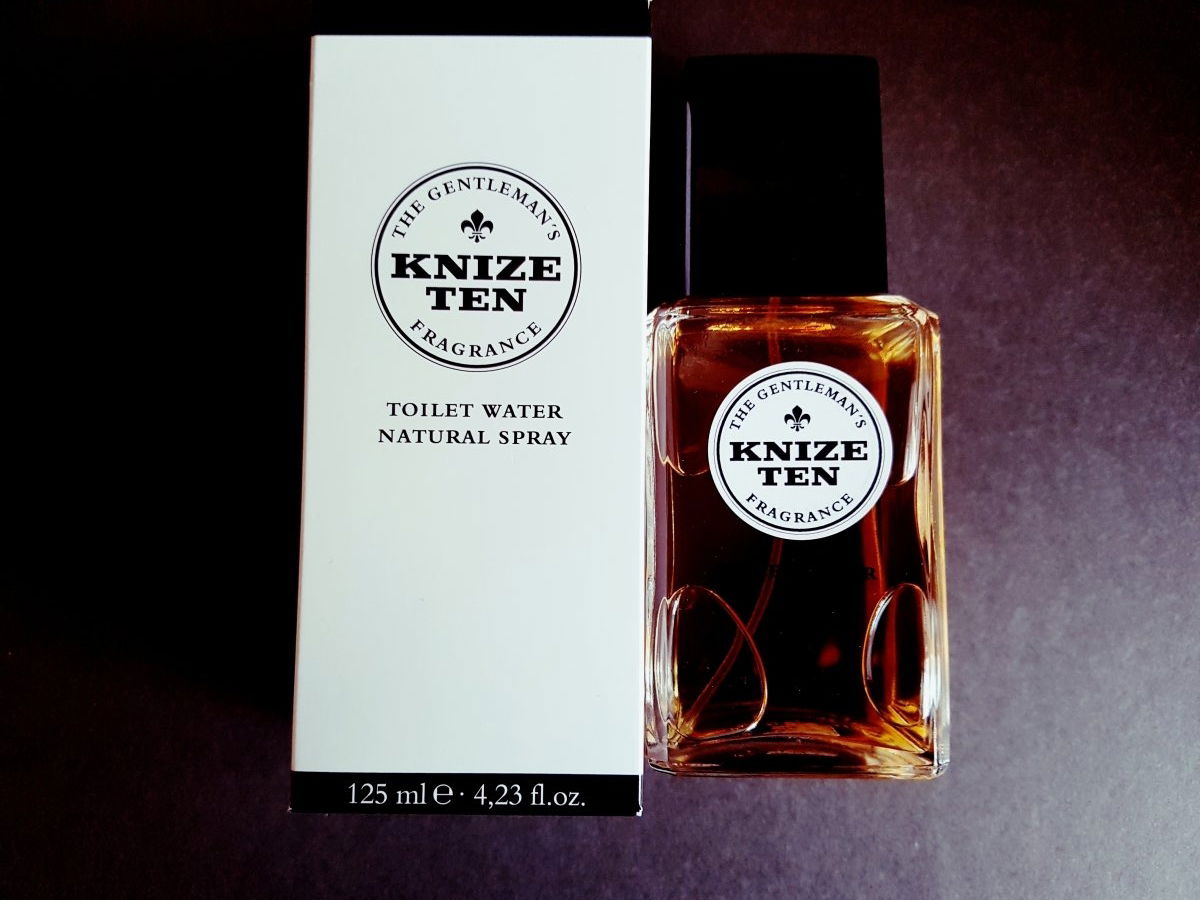 THE GENTLEMAN'S
KNIZE
TEN
FRAGRANCE
TOILET WATER
NATURAL SPRAY
125 ml ℮ · 4,23 fl.oz.
THE GENTLEMAN'S
KNIZE
TEN
FRAGRANCE